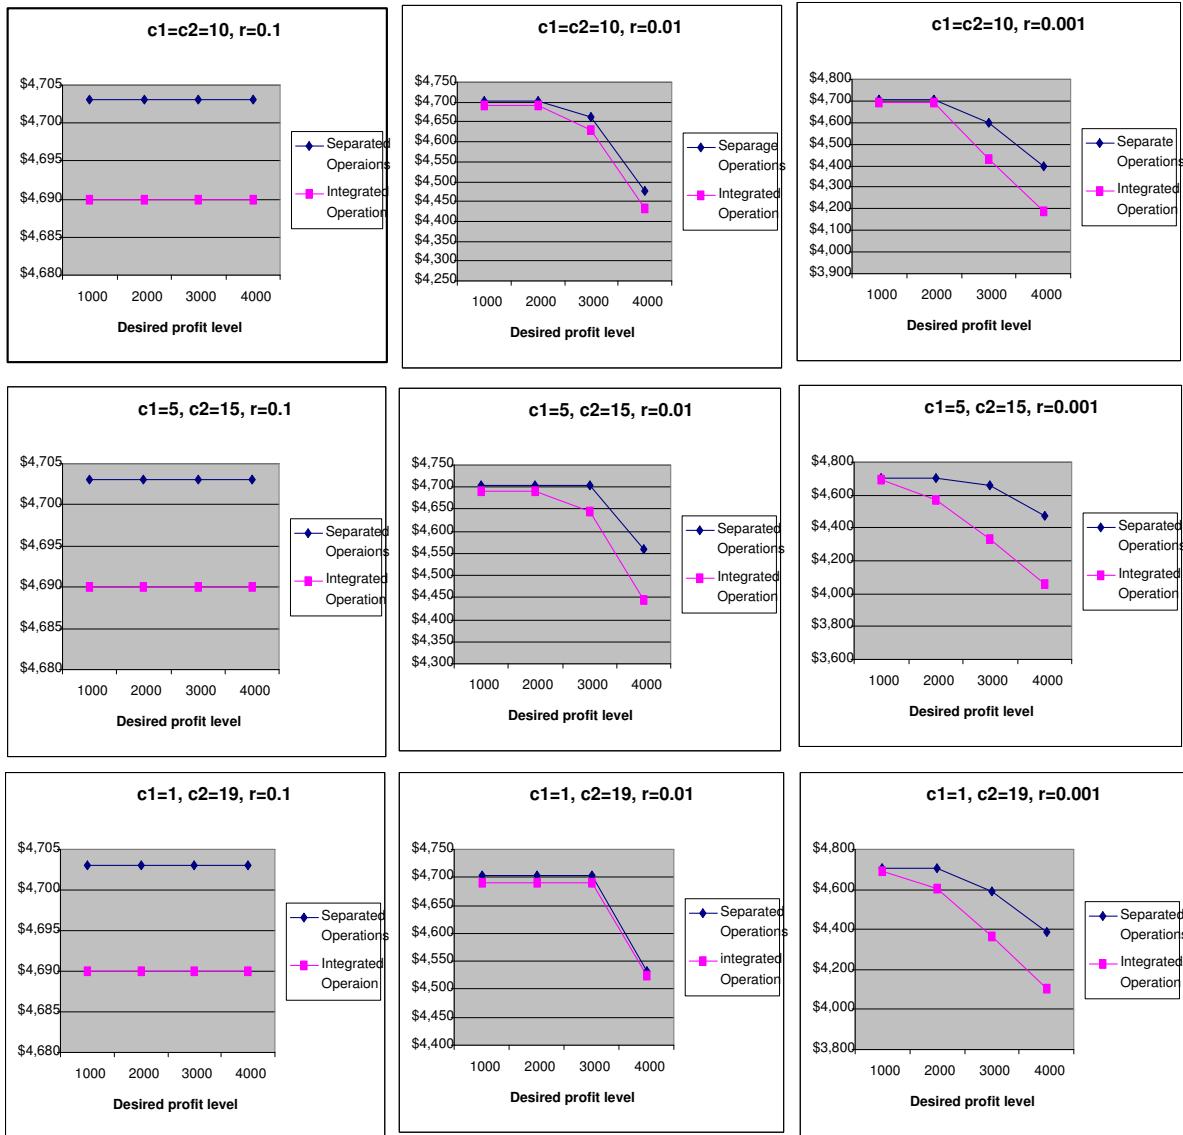 c1=c2=10, r=0.1
$4,705
$4,700
$4,695
$4,690
$4,685
$4,680
1000 2000 3000 4000
Desired profit level
Separated
Operaions
Integrated
Operation
c1=c2=10, r=0.01
$4,750
$4,700
$4,650
$4,600
$4,550
$4,500
$4,450
$4,400
$4,350
$4,300
$4,250
1000 2000 3000 4000
Desired profit level
Separage
Operations
Integrated
Operation
c1=c2=10, r=0.001
$4,800
$4,700
$4,600
$4,500
$4,400
$4,300
$4,200
$4,100
$4,000
$3,900
1000 2000 3000 4000
Desired profit level
Separate
Operations
Integrated
Operation
c1=5, c2=15, r=0.1
$4,705
$4,700
$4,695
$4,690
$4,685
$4,680
1000 2000 3000 4000
Desired profit level
Separated
Operaions
Integrated
Operation
c1=5, c2=15, r=0.01
$4,750
$4,700
$4,650
$4,600
$4,550
$4,500
$4,450
$4,400
$4,350
$4,300
1000 2000 3000 4000
Desired profit level
Separated
Operations
Integrated
Operation
c1=5, c2=15, r=0.001
$4,800
$4,600
$4,400
$4,200
$4,000
$3,800
$3,600
1000 2000 3000 4000
Desired profit level
Separated
Operations
Integrated
Operation
c1=1, c2=19, r=0.1
$4,705
$4,700
$4,695
$4,690
$4,685
$4,680
1000 2000 3000 4000
Desired profit level
Separated
Operations
Integrated
Operaion
c1=1, c2=19, r=0.01
$4,750
$4,700
$4,650
$4,600
$4,550
$4,500
$4,450
$4,400
1000 2000 3000 4000
Desired profit level
Separated
Operations
integrated
Operation
c1=1, c2=19, r=0.001
$4,800
$4,600
$4,400
$4,200
$4,000
$3,800
1000 2000 3000 4000
Desired profit level
Separated
Operations
Integrated
Operation